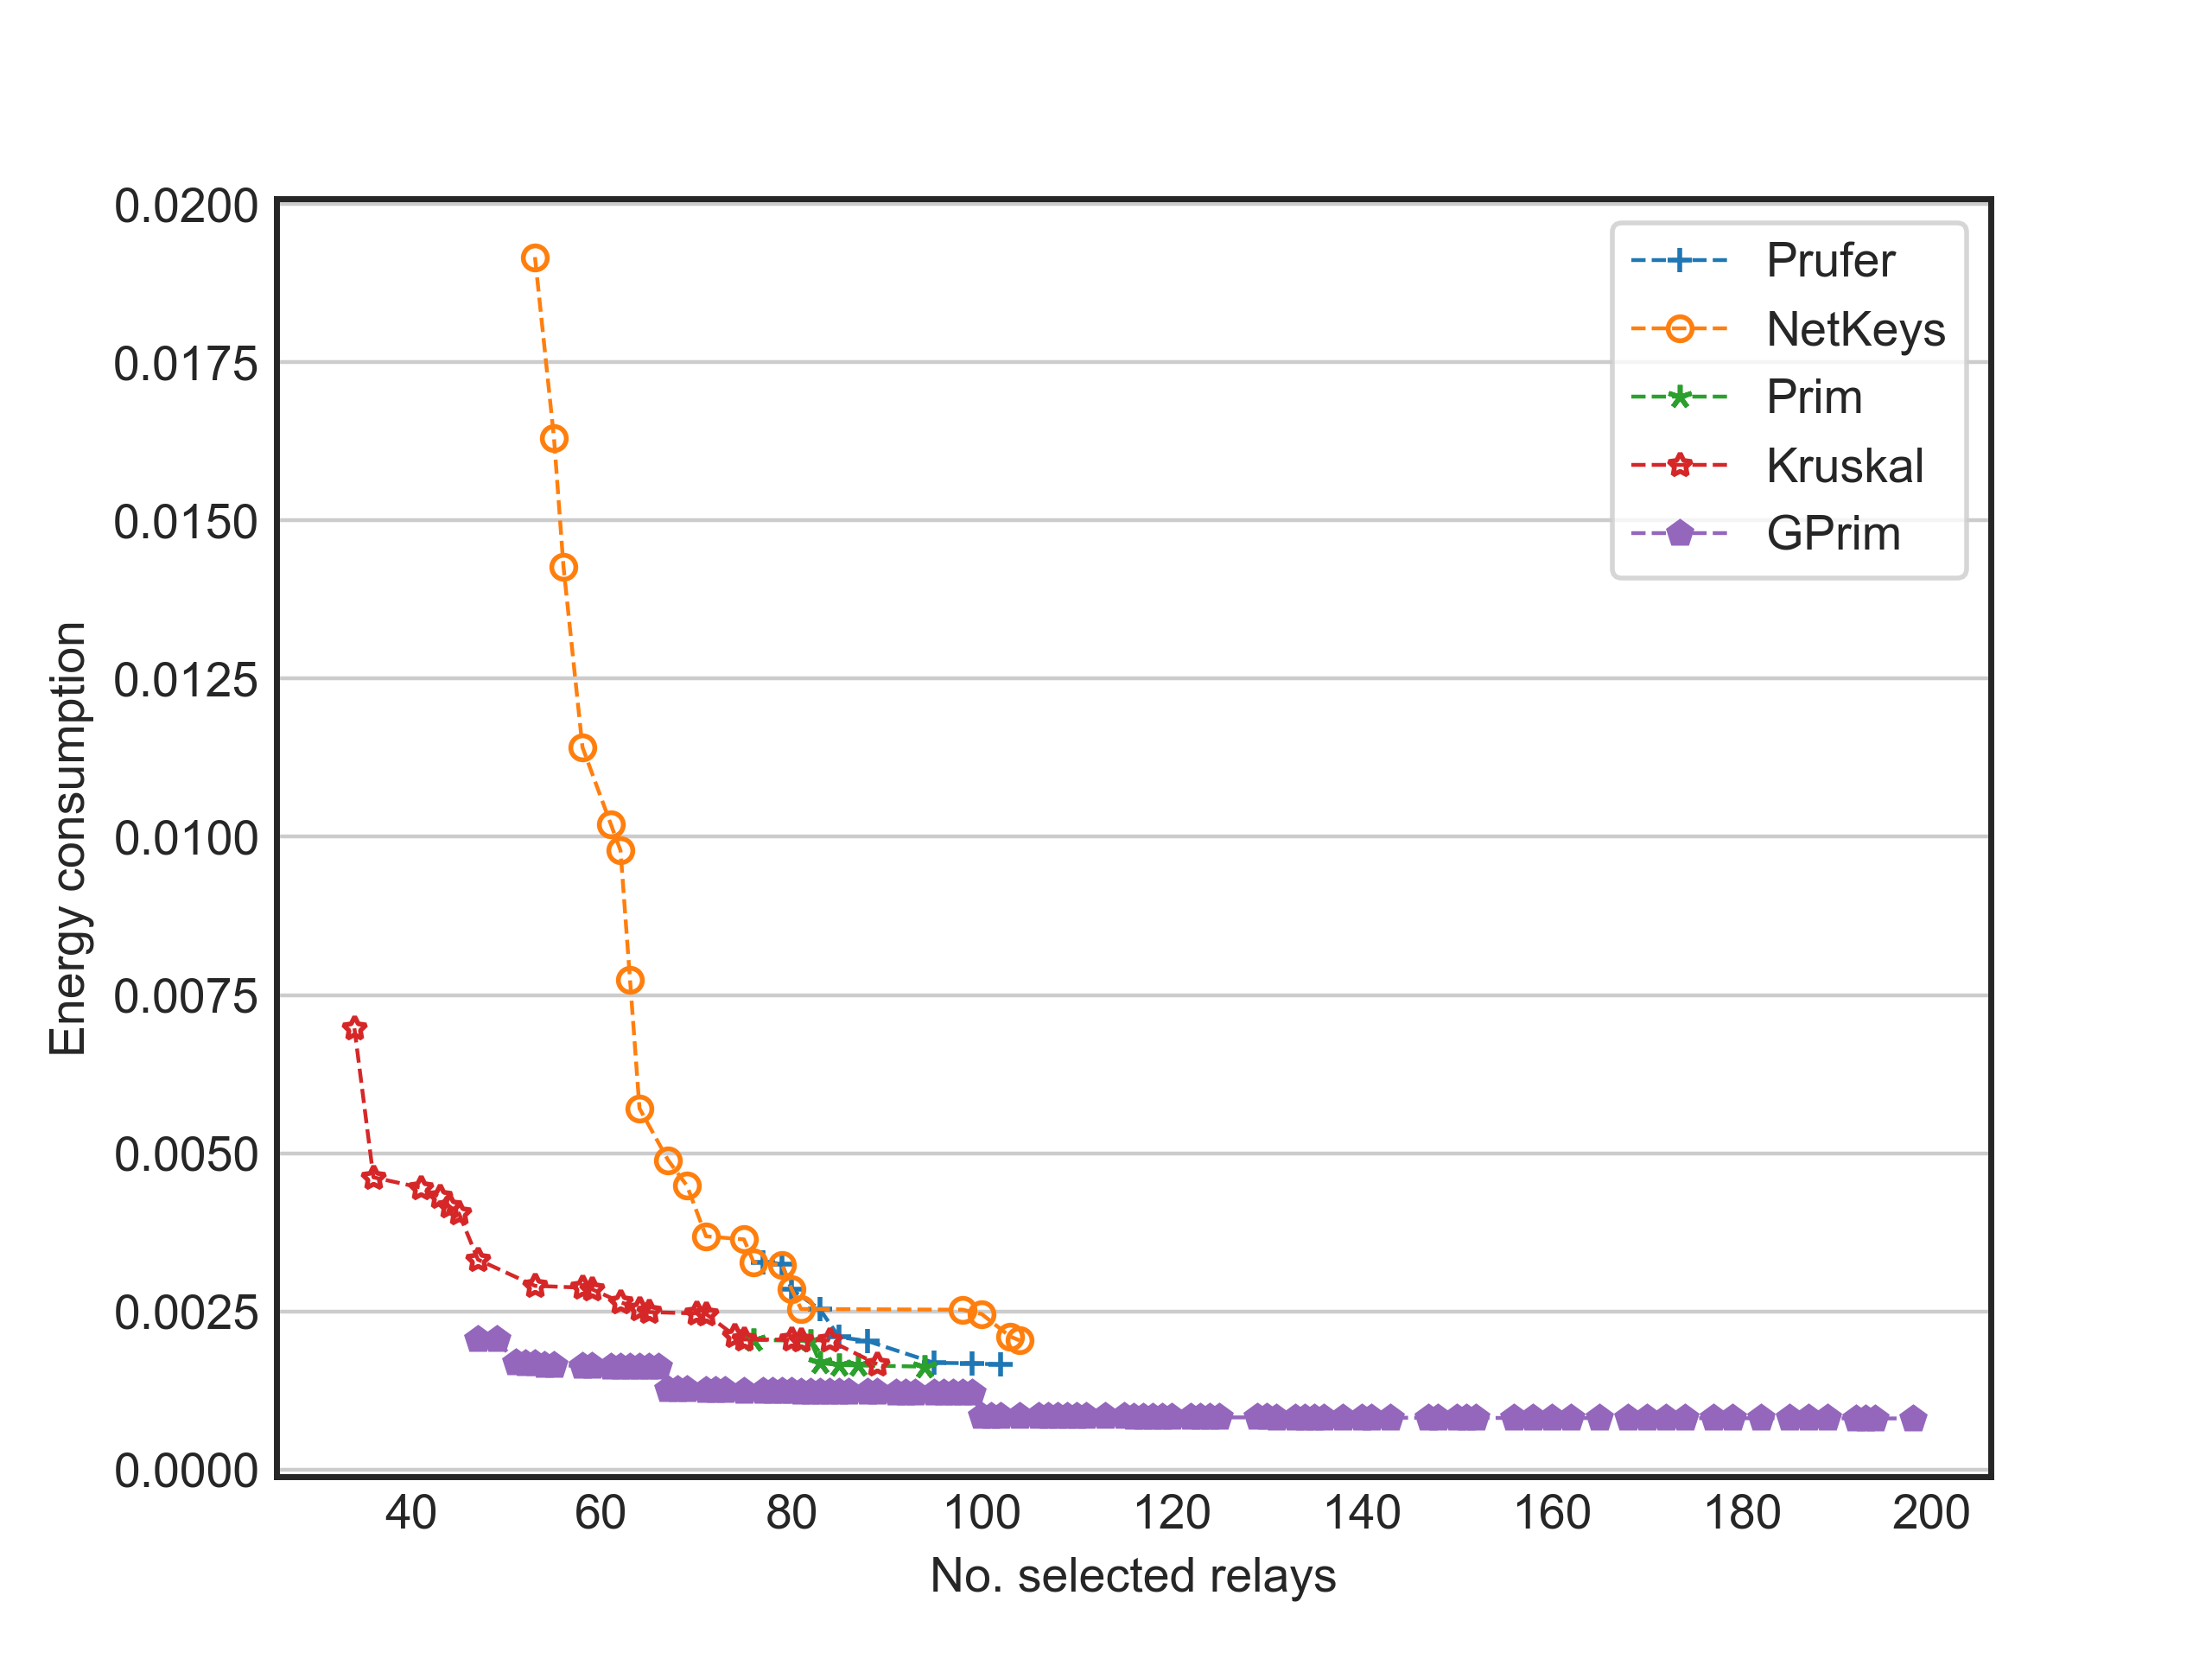 0.0200
0.0175
0.0150
0.0125
0.0100
0.0075
0.0050
0.0025
0.0000
Energy consumption
40 60 80 100 120 140 160 180 200
No. selected relays
Prufer
NetKeys
Prim
Kruskal
GPrim